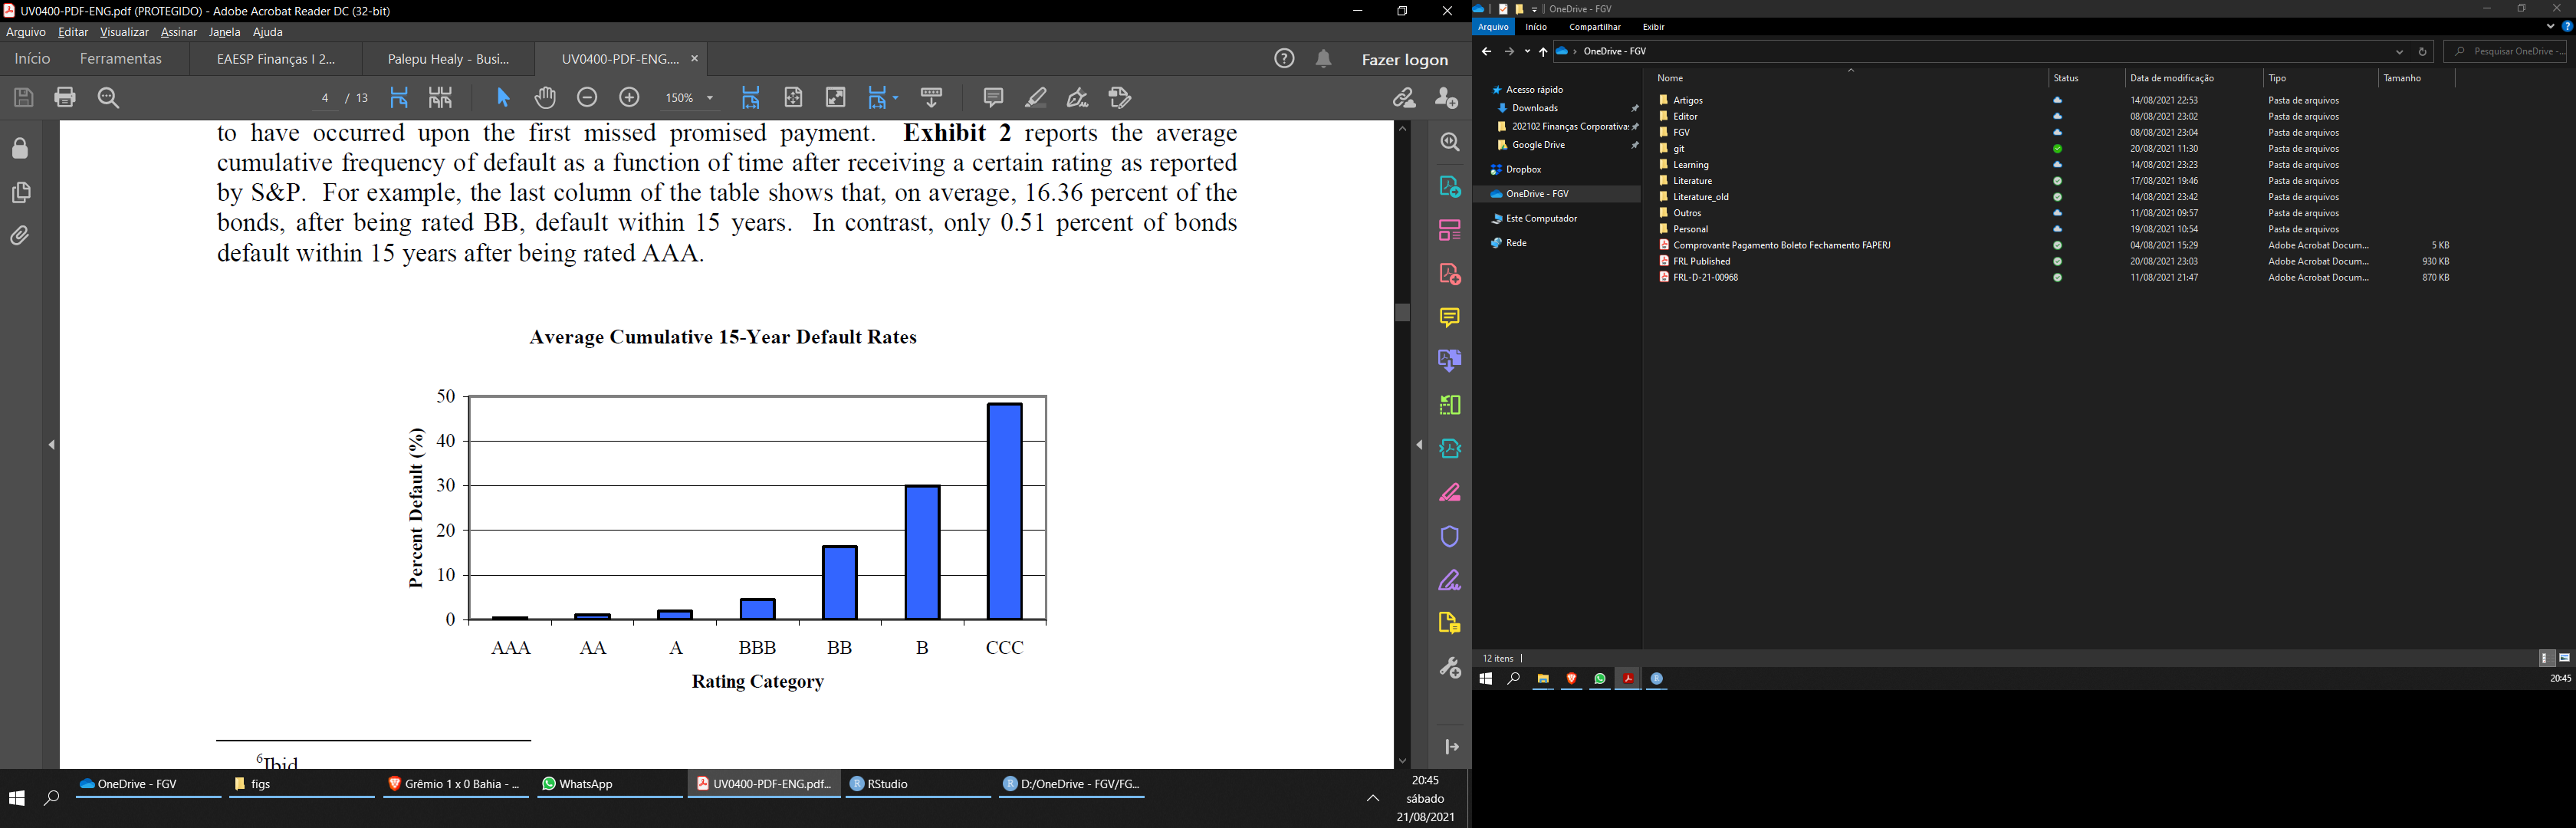 UV0400-PDF-ENG.pdf (PROTEGIDO) - Adobe Acrobat Reader DC (32-bit)
Arquivo Editar Visualizar Assinar Janela Ajuda
Início Ferramentas EAESP Finanças I 2... Palepu Healy - Busi... UV0400-PDF-ENG.... × Fazer logon
4 / 13 150%
to have occurred upon the first missed promised payment. Exhibit 2 reports the average
cumulative frequency of default as a function of time after receiving a certain rating as reported
by S&P. For example, the last column of the table shows that, on average, 16.36 percent of the
bonds, after being rated BB, default within 15 years. In contrast, only 0.51 percent of bonds
default within 15 years after being rated AAA.
Average Cumulative 15-Year Default Rates
Percent Default (%)
50
40
30
20
10
0
AAA AA A BBB BB B CCC
Rating Category
6Ibid
OneDrive - FGV
figs
Grêmio 1 x 0 Bahia - ...
WhatsApp
UV0400-PDF-ENG.pdf...
RStudio
D:/OneDrive - FGV/FG...
20:45
sábado
21/08/2021
OneDrive - FGV
Arquivo Início Compartilhar Exibir
OneDrive - FGV
Pesquisar OneDrive -...
Acesso rápido
Downloads
202102 Finanças Corporativas
Google Drive
Dropbox
OneDrive - FGV
Este Computador
Rede
Nome Status Data de modificação Tipo Tamanho
Artigos 14/08/2021 22:53 Pasta de arquivos
Editor 08/08/2021 23:02 Pasta de arquivos
FGV 08/08/2021 23:04 Pasta de arquivos
git 20/08/2021 11:30 Pasta de arquivos
Learning 14/08/2021 23:23 Pasta de arquivos
Literature 17/08/2021 19:46 Pasta de arquivos
Literature_old 14/08/2021 23:42 Pasta de arquivos
Outros 11/08/2021 09:57 Pasta de arquivos
Personal 19/08/2021 10:54 Pasta de arquivos
Comprovante Pagamento Boleto Fechamento FAPERJ 04/08/2021 15:29 Adobe Acrobat Docum... 5 KB
FRL Published 20/08/2021 23:03 Adobe Acrobat Docum... 930 KB
FRL-D-21-00968 11/08/2021 21:47 Adobe Acrobat Docum... 870 KB
12 itens
20:45